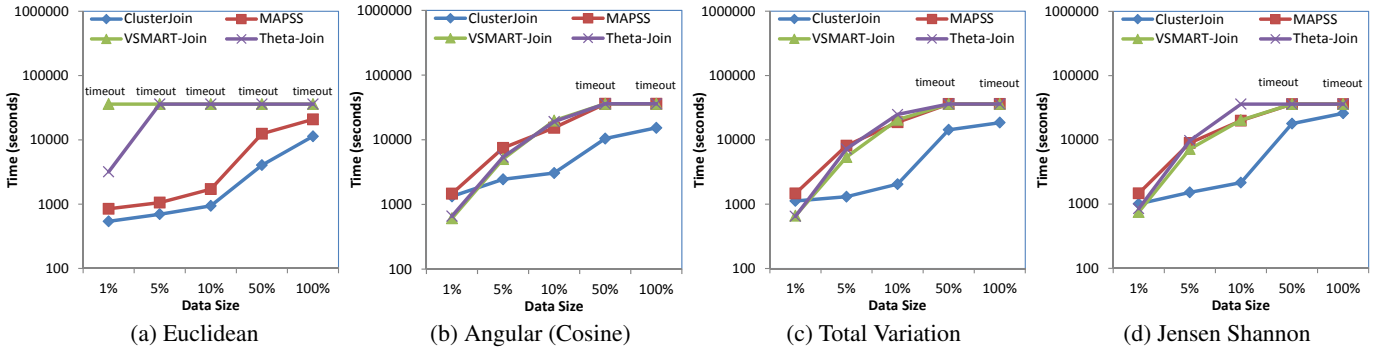 1000000
ClusterJoin MAPSS
VSMART-Join Theta-Join
100000
timeout timeout timeout timeout timeout
10000
1000
100
Time (seconds)
1% 5% 10% 50% 100%
Data Size
(a) Euclidean
1000000
ClusterJoin MAPSS
VSMART-Join Theta-Join
100000
timeout timeout
10000
1000
100
Time (seconds)
1% 5% 10% 50% 100%
Data Size
(b) Angular (Cosine)
1000000
ClusterJoin MAPSS
VSMART-Join Theta-Join
100000
timeout timeout
10000
1000
100
Time (seconds)
1% 5% 10% 50% 100%
Data Size
(c) Total Variation
1000000
ClusterJoin MAPSS
VSMART-Join Theta-Join
100000
timeout timeout
10000
1000
100
Time (seconds)
1% 5% 10% 50% 100%
Data Size
(d) Jensen Shannon